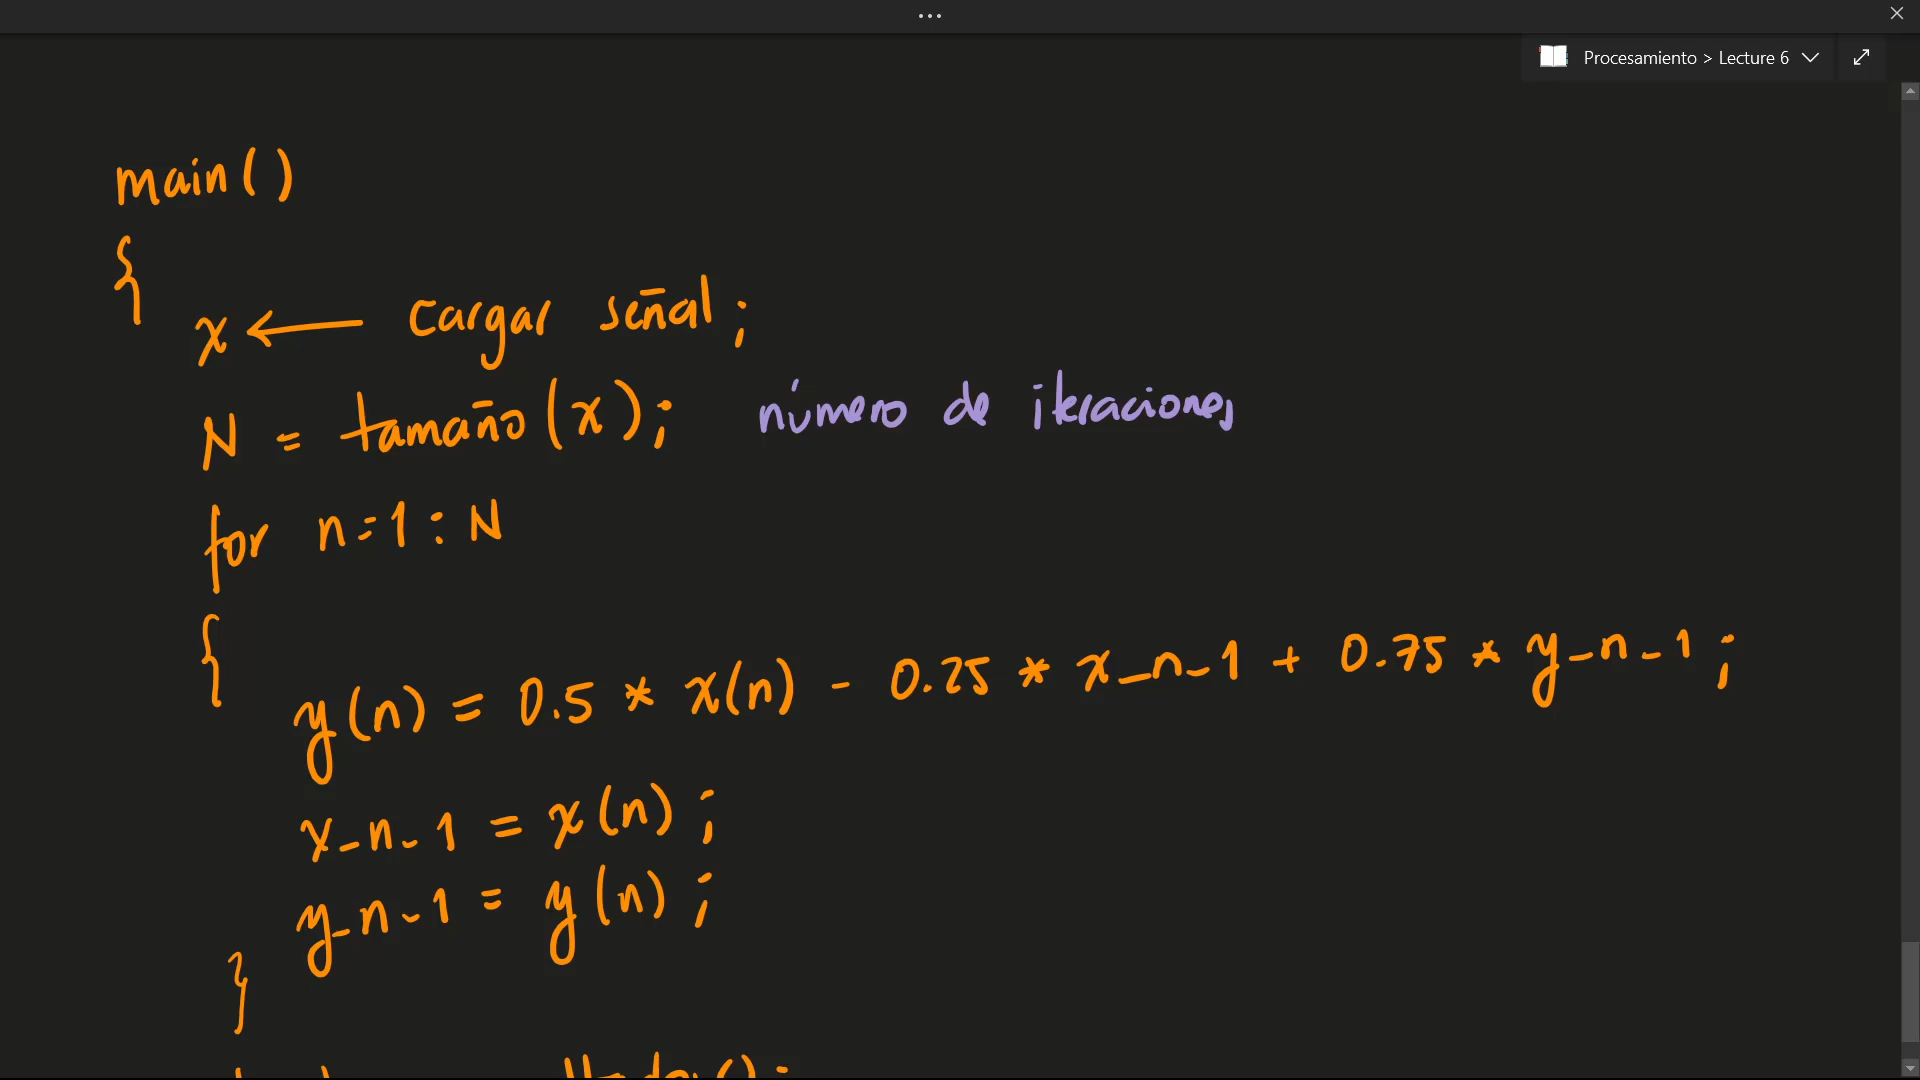 Procesamiento > Lecture 6
main()
{
x ← cargar señal;
N = tamaño(x); número de iteraciones
for n=1:N
{
y(n) = 0.5 * x(n) - 0.25 * x_n_1 + 0.75 * y_n_1;
x_n_1 = x(n);
y_n_1 = y(n);
}